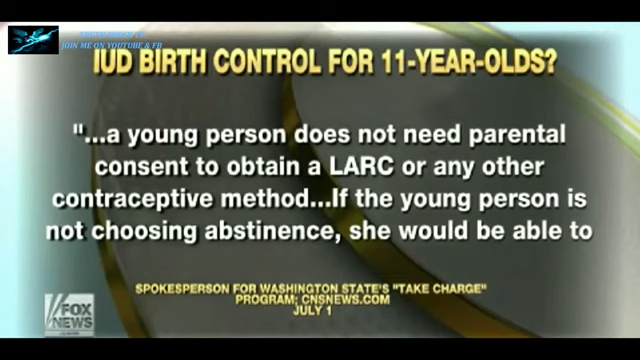 JOIN ME ON YOUTUBE & FB
IUD BIRTH CONTROL FOR 11-YEAR-OLDS?
"...a young person does not need parental
consent to obtain a LARC or any other
contraceptive method...If the young person is
not choosing abstinence, she would be able to
SPOKESPERSON FOR WASHINGTON STATE'S "TAKE CHARGE"
PROGRAM; CNSNEWS.COM
JULY 1
FOX
NEWS